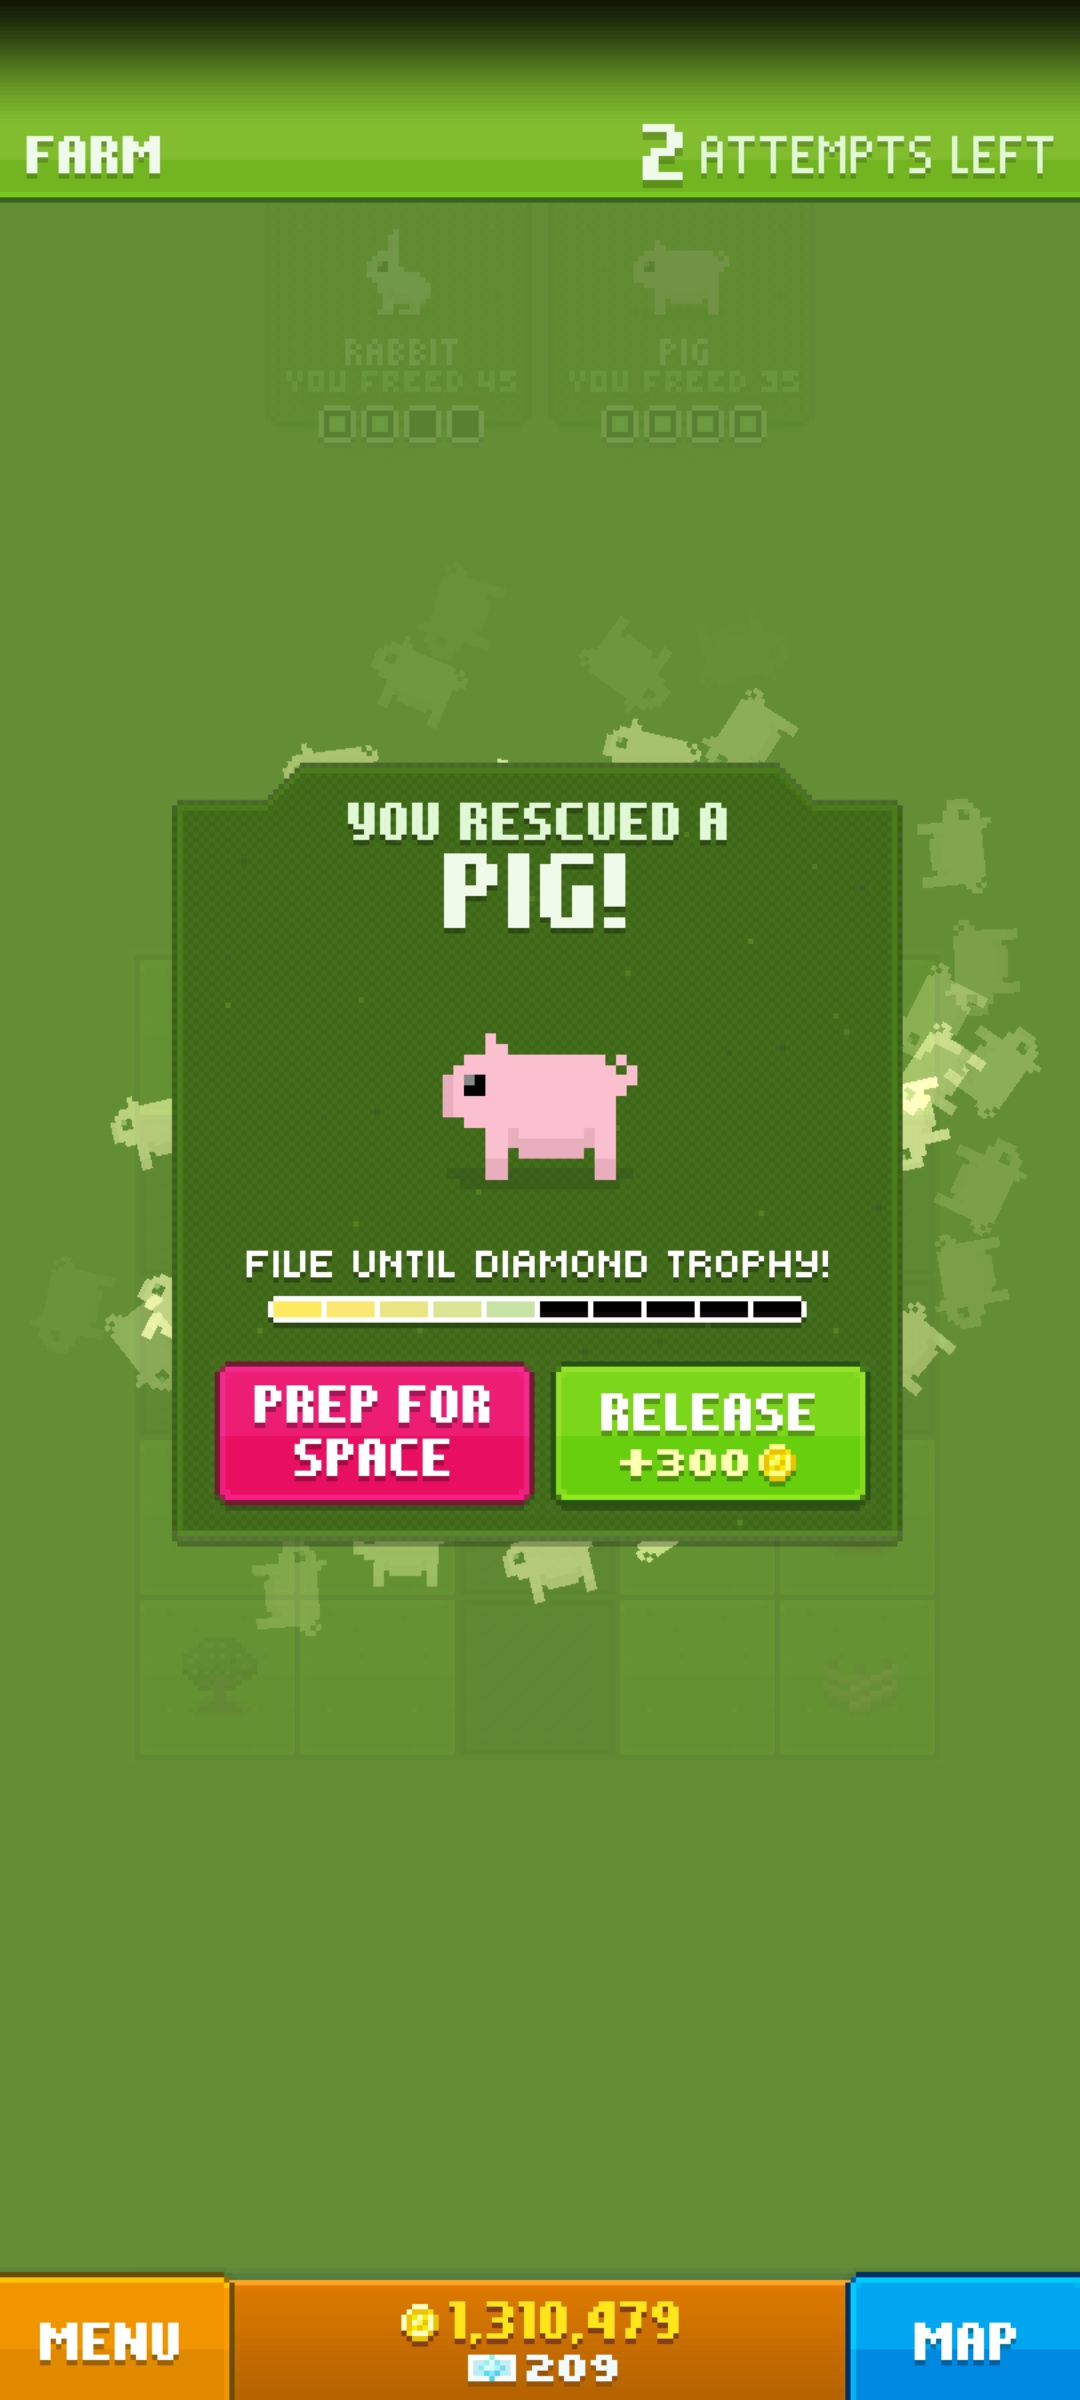 FARM
2 ATTEMPTS LEFT
RABBIT
YOU FREED 45
PIG
YOU FREED 35
YOU RESCUED A
PIG!
FIVE UNTIL DIAMOND TROPHY!
PREP FOR
SPACE
RELEASE
+300
MENU
1,310,479
209
MAP